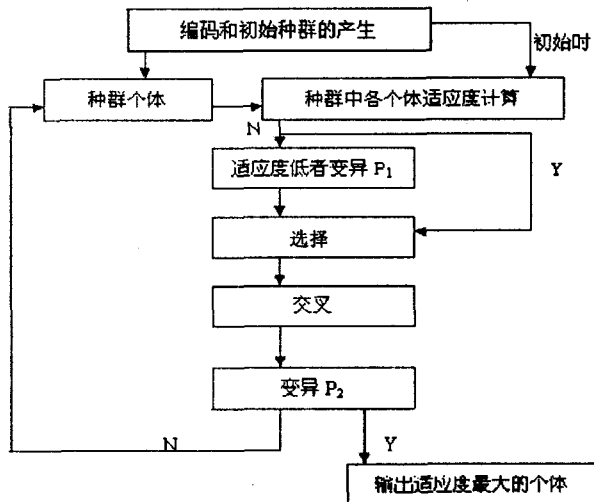 编码和初始种群的产生
初始时
种群个体
种群中各个体适应度计算
N
适应度低者变异 P₁
Y
选择
交叉
变异 P₂
N
Y
输出适应度最大的个体